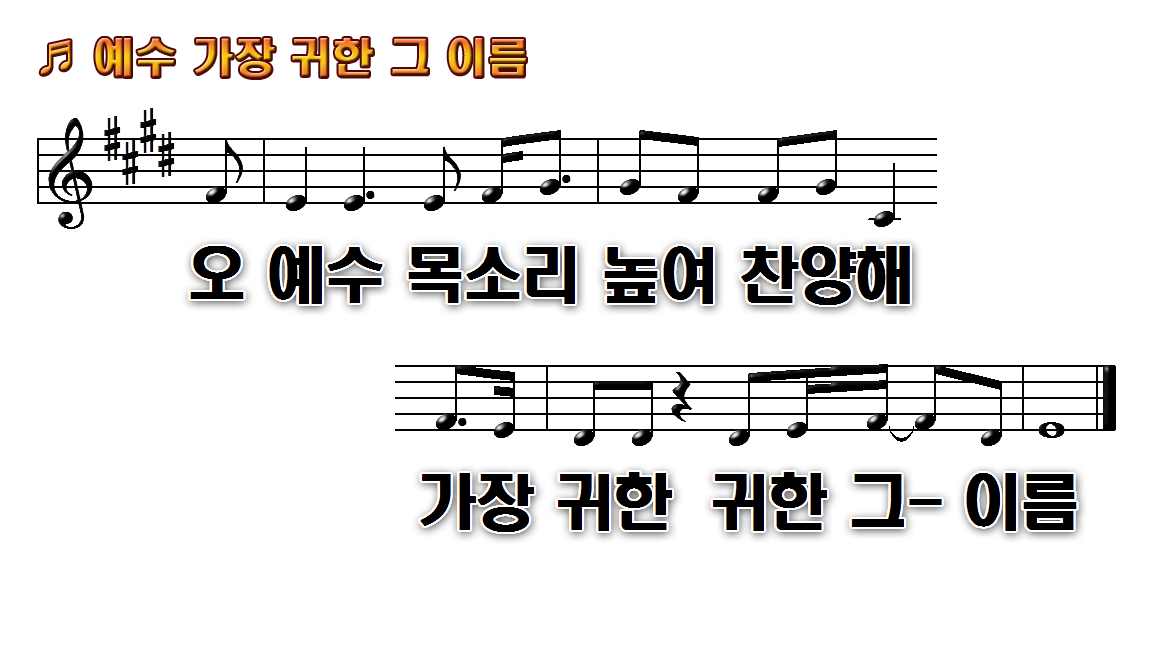 ♬ 예수 가장 귀한 그 이름
오 예수 목소리 높여 찬양해
가장 귀한 귀한 그- 이름